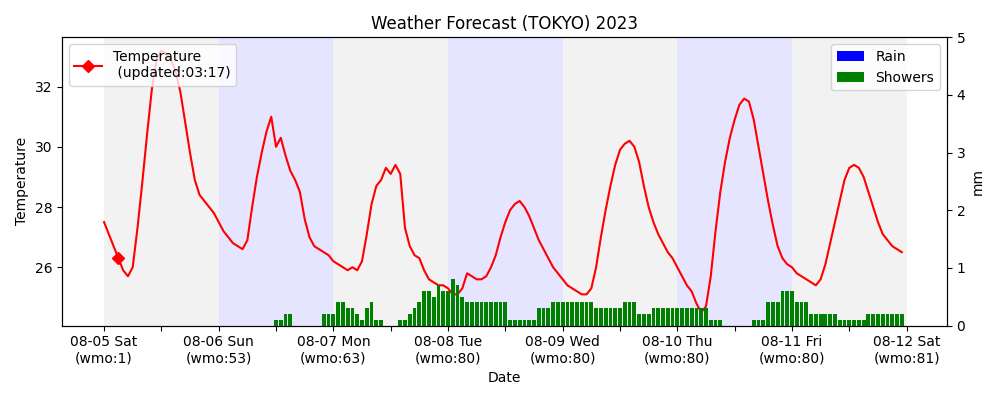 Weather Forecast (TOKYO) 2023
Temperature
(updated:03:17)
Rain
Showers
Temperature
32
30
28
26
5
4
3
2
1
0
mm
08-05 Sat
(wmo:1)
08-06 Sun
(wmo:53)
08-07 Mon
(wmo:63)
08-08 Tue
(wmo:80)
08-09 Wed
(wmo:80)
08-10 Thu
(wmo:80)
08-11 Fri
(wmo:80)
08-12 Sat
(wmo:81)
Date